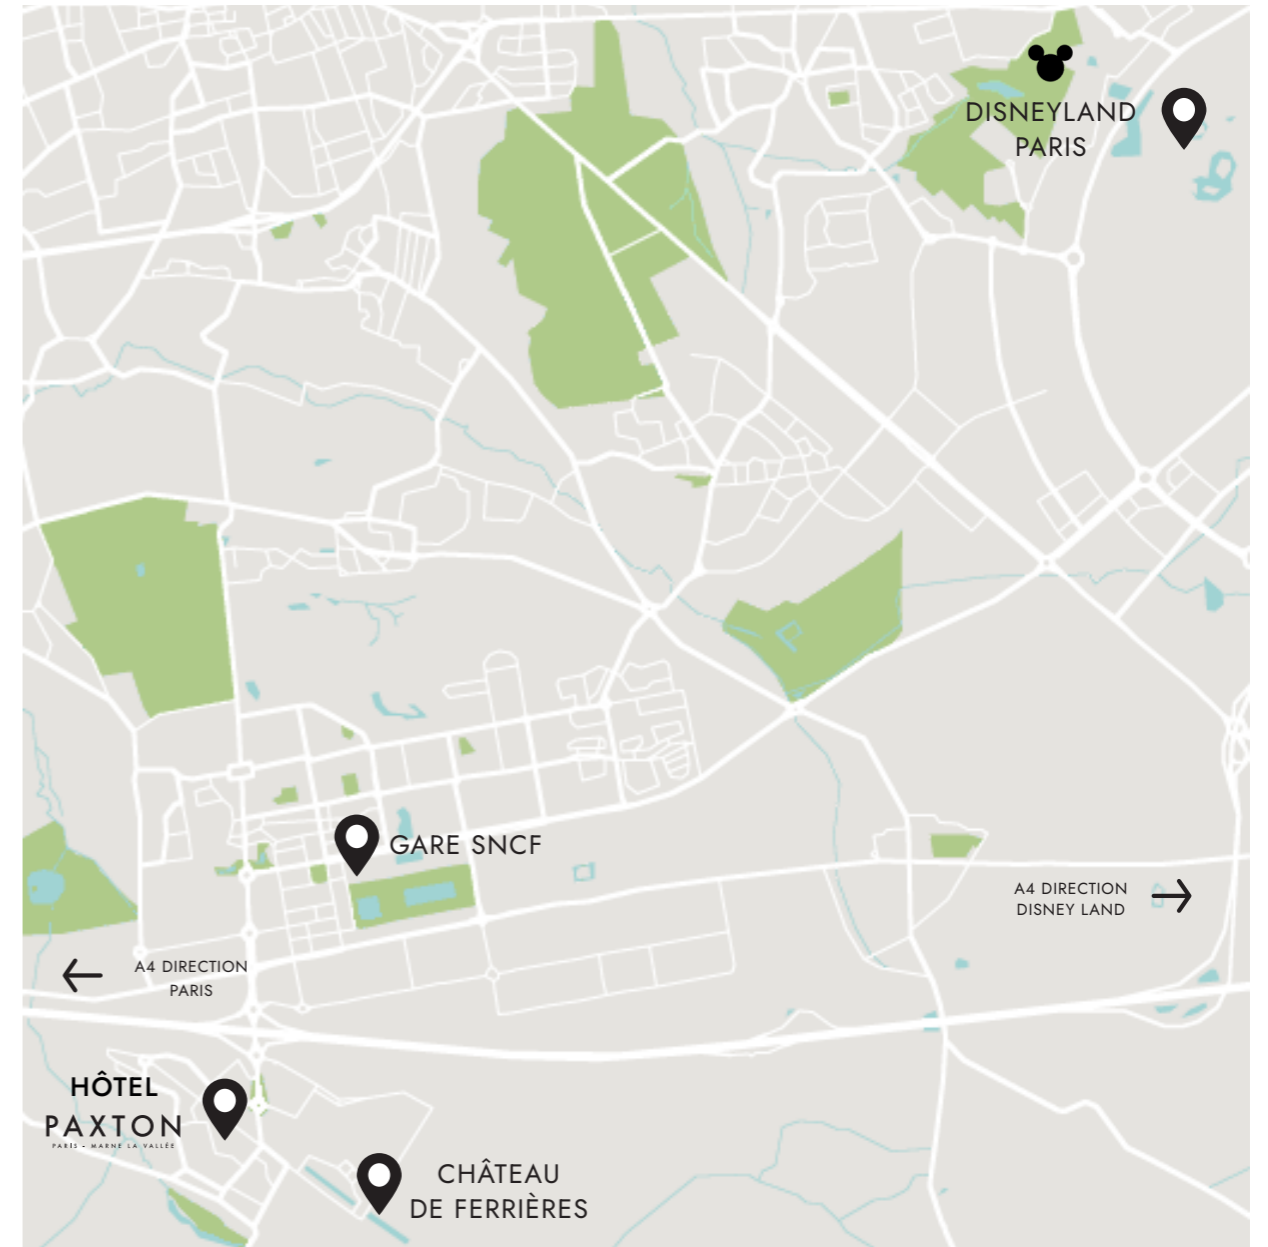 DISNEYLAND
PARIS
GARE SNCF
A4 DIRECTION
DISNEY LAND
A4 DIRECTION
PARIS
HÔTEL
PAXTON
PARIS - MARNE LA VALLÉE
CHÂTEAU
DE FERRIÈRES